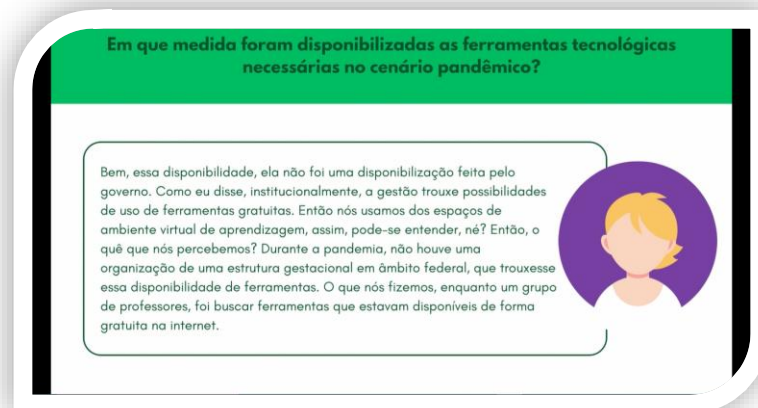 Em que medida foram disponibilizadas as ferramentas tecnológicas
necessárias no cenário pandêmico?
Bem, essa disponibilidade, ela não foi uma disponibilização feita pelo
governo. Como eu disse, institucionalmente, a gestão trouxe possibilidades
de uso de ferramentas gratuitas. Então nós usamos dos espaços de
ambiente virtual de aprendizagem, assim, pode-se entender, né? Então, o
quê que nós percebemos? Durante a pandemia, não houve uma
organização de uma estrutura gestacional em âmbito federal, que trouxesse
essa disponibilidade de ferramentas. O que nós fizemos, enquanto um grupo
de professores, foi buscar ferramentas que estavam disponíveis de forma
gratuita na internet.